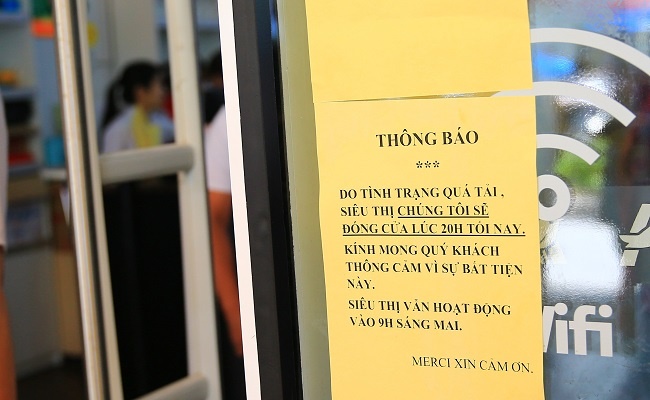 THÔNG BÁO
***
DO TÌNH TRẠNG QUÁ TẢI ,
SIÊU THỊ CHÚNG TÔI SẼ
ĐÓNG CỬA LÚC 20H TỐI NAY.
KÍNH MONG QUÝ KHÁCH
THÔNG CẢM VÌ SỰ BẤT TIỆN
NÀY.
SIÊU THỊ VẪN HOẠT ĐỘNG
VÀO 9H SÁNG MAI.
MERCI XIN CẢM ƠN.
Wifi